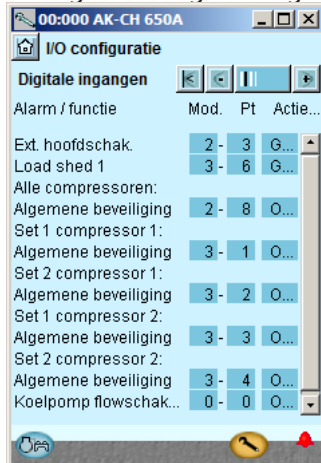 00:000 AK-CH 650A
I/O configuratie
Digitale ingangen
Alarm / functie Mod. Pt Actie...
Ext. hoofdschak. 2 - 3 G...
Load shed 1 3 - 6 G...
Alle compressoren:
Algemene beveiliging 2 - 8 O...
Set 1 compressor 1:
Algemene beveiliging 3 - 1 O...
Set 2 compressor 1:
Algemene beveiliging 3 - 2 O...
Set 1 compressor 2:
Algemene beveiliging 3 - 3 O...
Set 2 compressor 2:
Algemene beveiliging 3 - 4 O...
Koelpomp flowschak... 0 - 0 O...